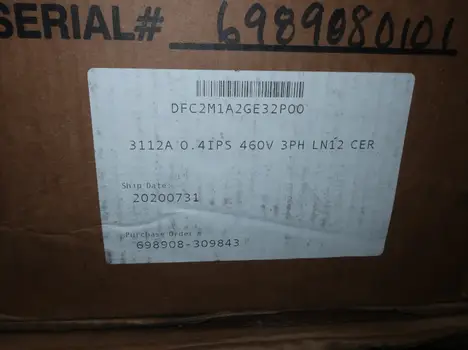 SERIAL# 6989080101
DFC2M1A2GE32P00
3112A 0.4IPS 460V 3PH LN12 CER
Ship Date:
20200731
Purchase Order #
698908-309843